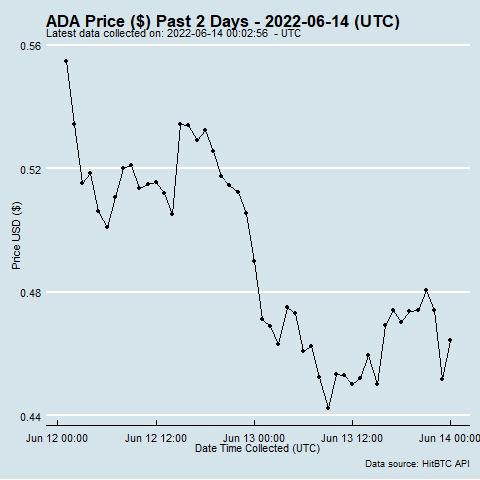 ADA Price ($) Past 2 Days - 2022-06-14 (UTC)
Latest data collected on: 2022-06-14 00:02:56 - UTC
0.56
0.52
0.48
0.44
Price USD ($)
Jun 12 00:00 Jun 12 12:00 Jun 13 00:00 Jun 13 12:00 Jun 14 00:00
Date Time Collected (UTC)
Data source: HitBTC API